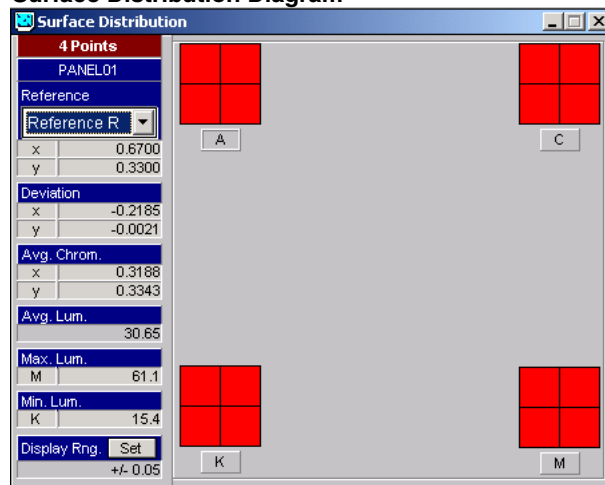 Surface Distribution Diagram
Surface Distribution
4 Points
PANEL01
Reference
Reference R
x 0.6700
y 0.3300
Deviation
x -0.2185
y -0.0021
Avg. Chrom.
x 0.3188
y 0.3343
Avg. Lum.
30.65
Max. Lum.
M 61.1
Min. Lum.
K 15.4
Display Rng. Set
+/- 0.05
A
C
K
M